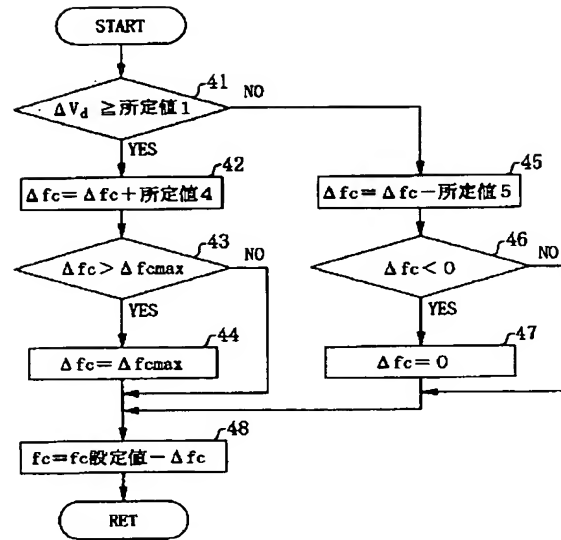 START
41
ΔVd ≧所定値1
NO
YES
42
Δfc=Δfc+所定値4
43
Δfc>Δfcmax
NO
YES
44
Δfc=Δfcmax
45
Δfc=Δfc-所定値5
46
Δfc<0
NO
YES
47
Δfc=0
48
fc=fc設定値-Δfc
RET